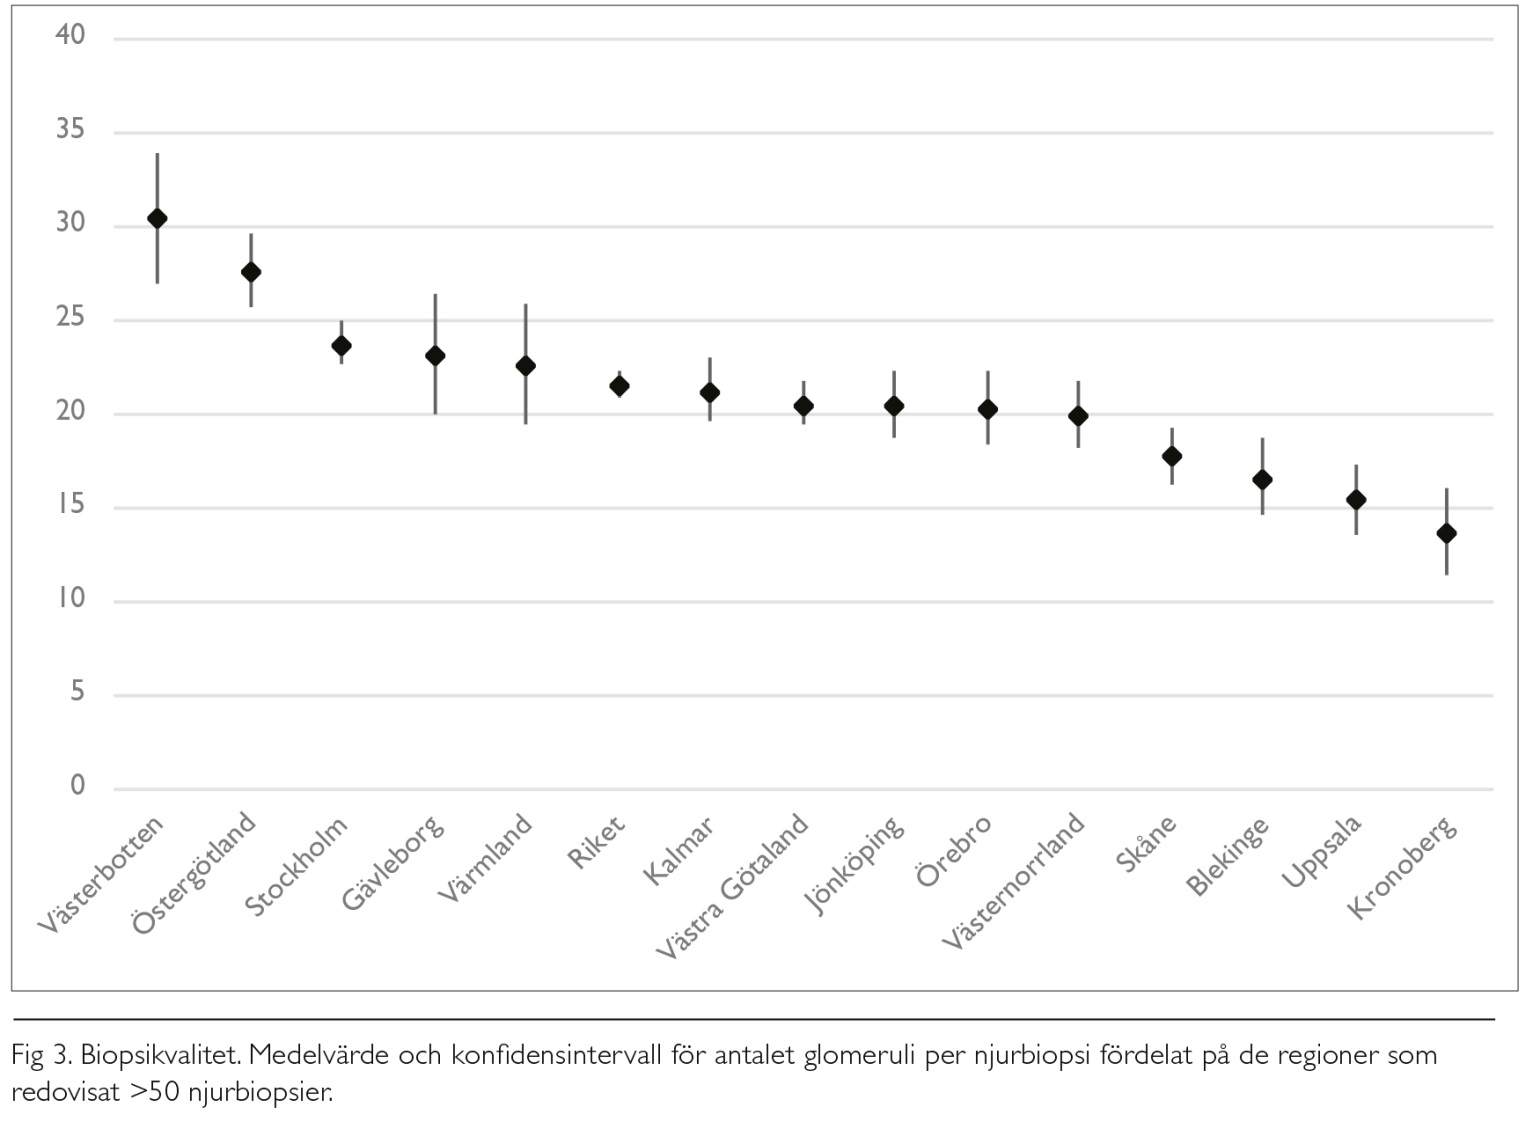 40
35
30
25
20
15
10
5
0
Västerbotten
Östergötland
Stockholm
Gävleborg
Värmland
Riket
Kalmar
Västra Götaland
Jönköping
Örebro
Västernorrland
Skåne
Blekinge
Uppsala
Kronoberg
Fig 3. Biopsikvalitet. Medelvärde och konfidensintervall för antalet glomeruli per njurbiopsi fördelat på de regioner som
redovisat >50 njurbiopsier.